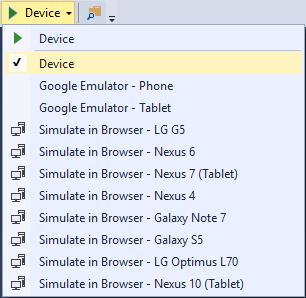 Device
Device
Device
Google Emulator - Phone
Google Emulator - Tablet
Simulate in Browser - LG G5
Simulate in Browser - Nexus 6
Simulate in Browser - Nexus 7 (Tablet)
Simulate in Browser - Nexus 4
Simulate in Browser - Galaxy Note 7
Simulate in Browser - Galaxy S5
Simulate in Browser - LG Optimus L70
Simulate in Browser - Nexus 10 (Tablet)